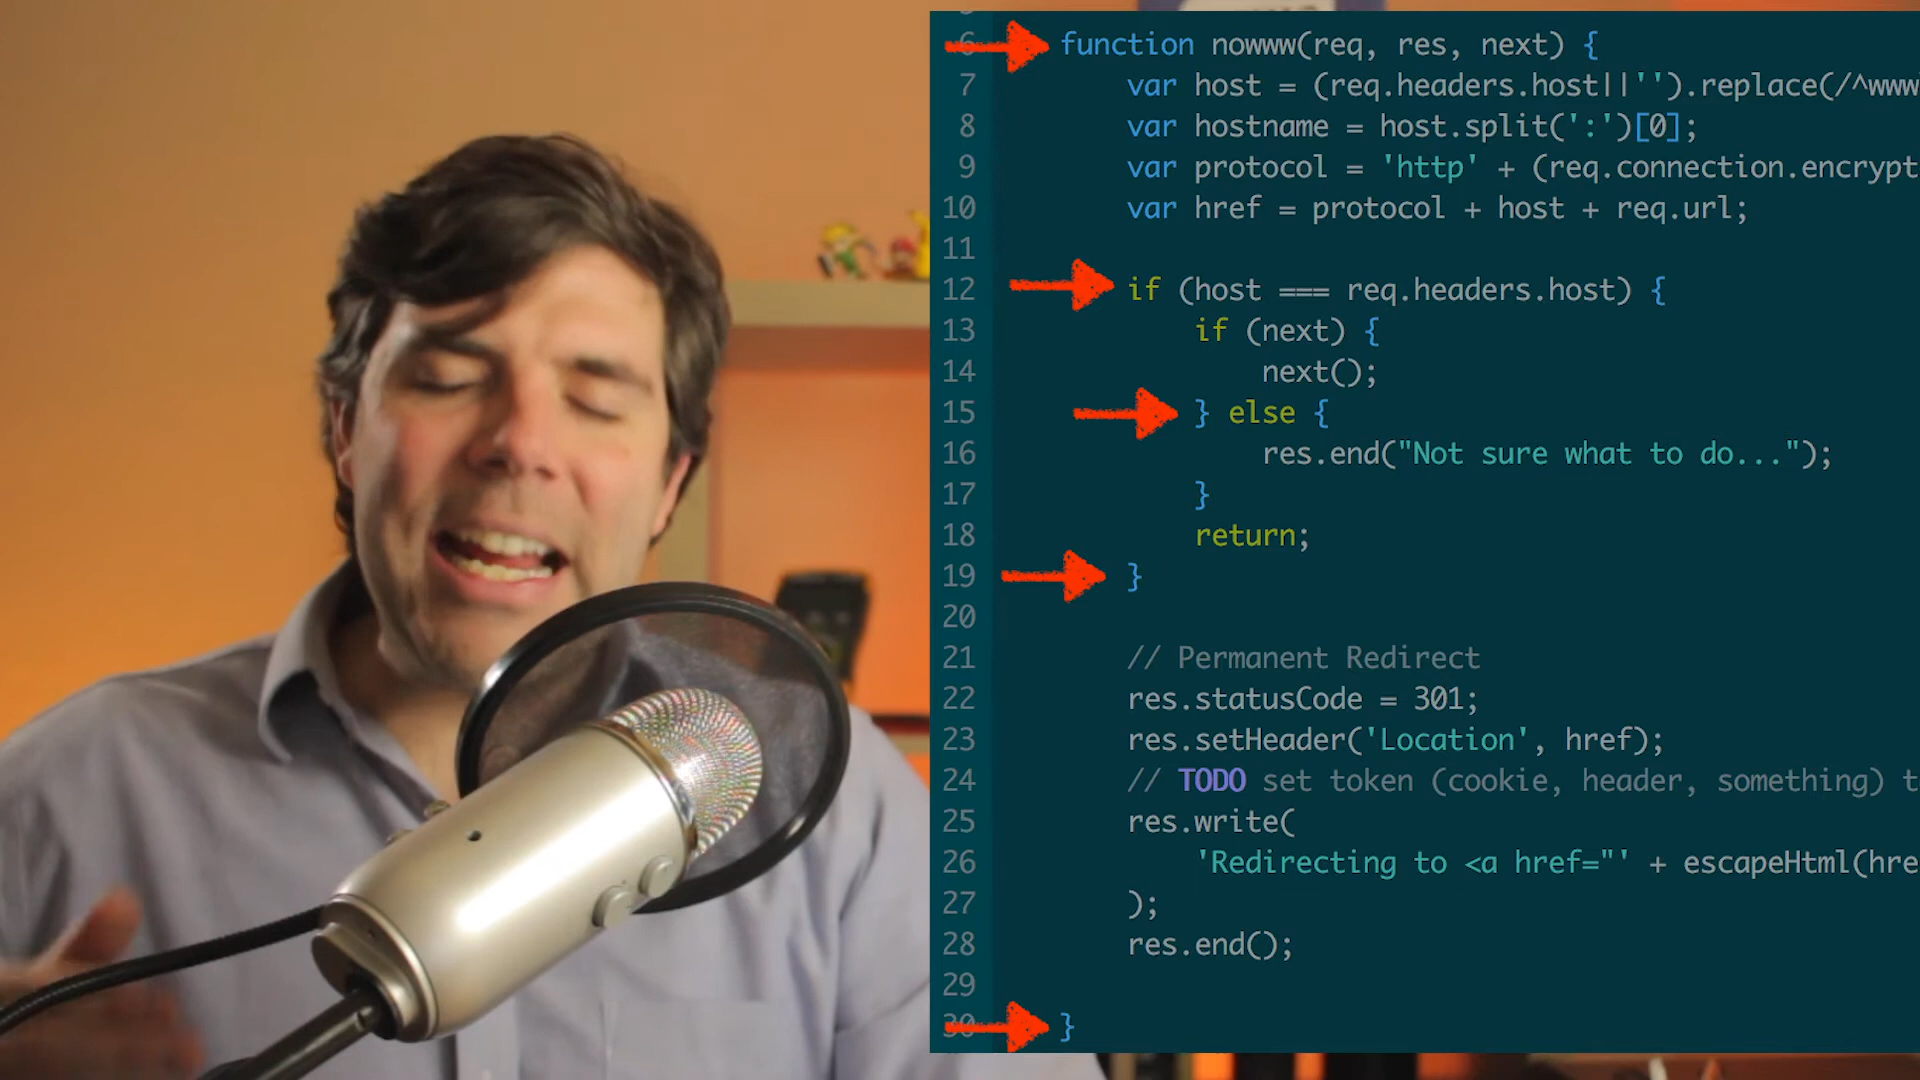 6 function nowww(req, res, next) {
7 var host = (req.headers.host||'').replace(/^www
8 var hostname = host.split(':')[0];
9 var protocol = 'http' + (req.connection.encrypt
10 var href = protocol + host + req.url;
11
12 if (host === req.headers.host) {
13 if (next) {
14 next();
15 } else {
16 res.end("Not sure what to do...");
17 }
18 return;
19 }
20
21 // Permanent Redirect
22 res.statusCode = 301;
23 res.setHeader('Location', href);
24 // TODO set token (cookie, header, something) t
25 res.write(
26 'Redirecting to <a href="' + escapeHtml(hre
27 );
28 res.end();
29
30 }